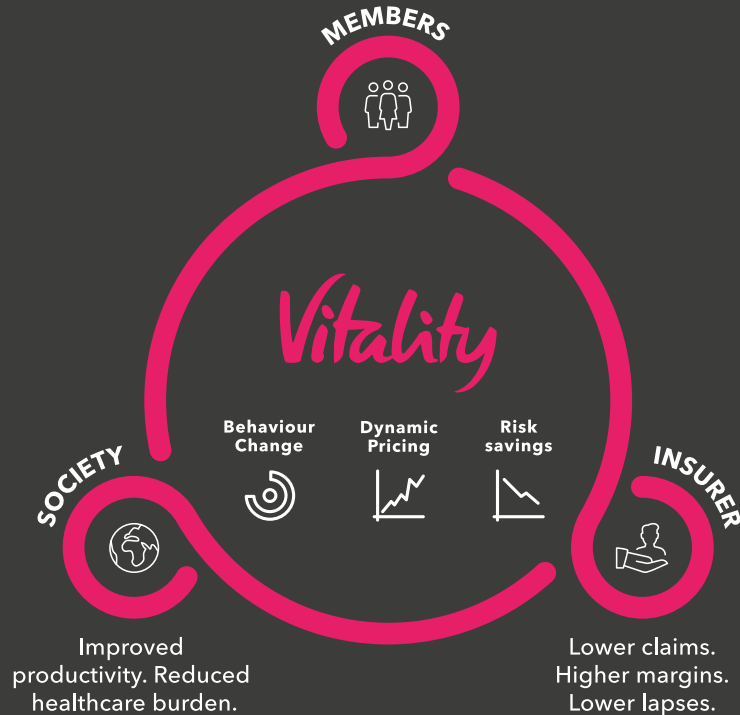 MEMBERS
Vitality
Behaviour
Change
Dynamic
Pricing
Risk
savings
SOCIETY
INSURER
Improved
productivity. Reduced
healthcare burden.
Lower claims.
Higher margins.
Lower lapses.